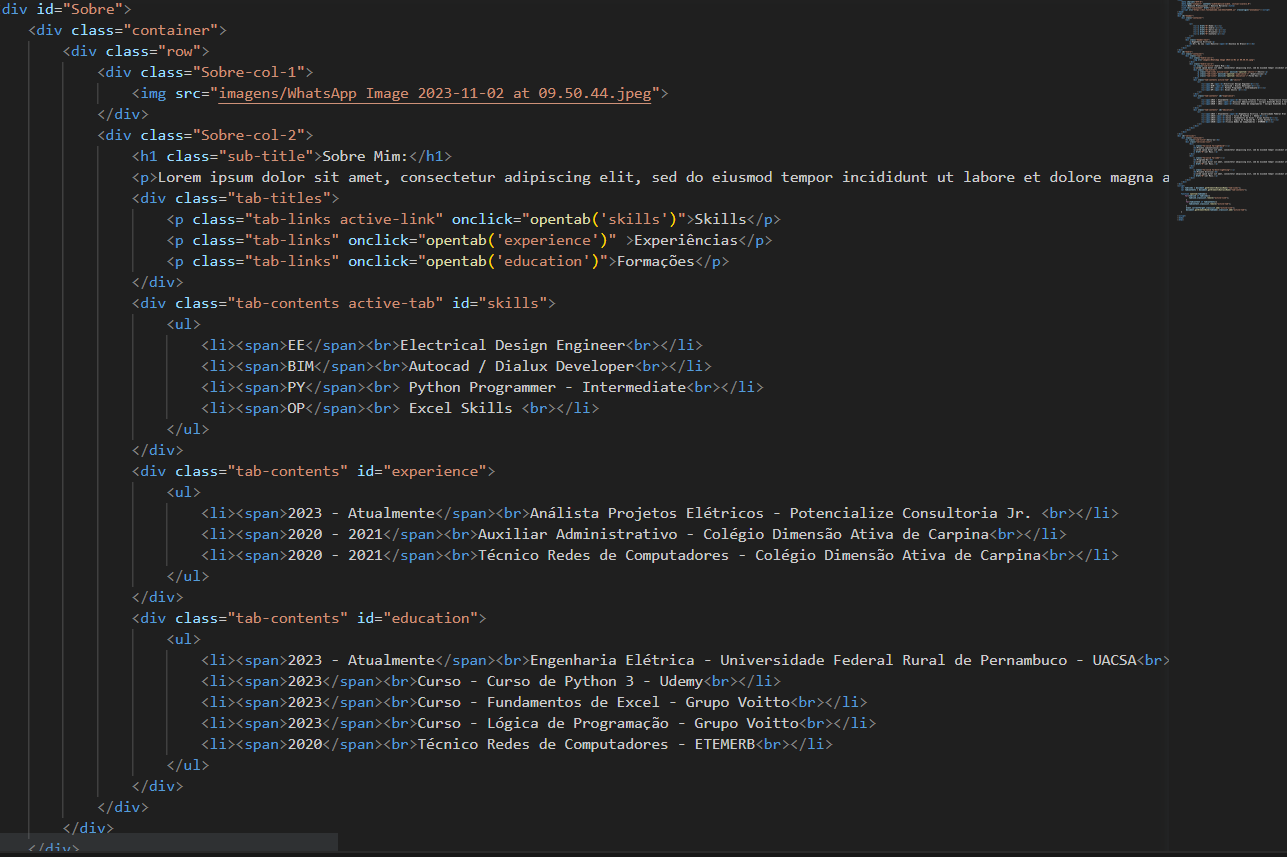 div id="Sobre">
<div class="container">
<div class="row">
<div class="Sobre-col-1">
<img src="imagens/WhatsApp Image 2023-11-02 at 09.50.44.jpeg">
</div>
<div class="Sobre-col-2">
<h1 class="sub-title">Sobre Mim:</h1>
<p>Lorem ipsum dolor sit amet, consectetur adipiscing elit, sed do eiusmod tempor incididunt ut labore et dolore magna a
<div class="tab-titles">
<p class="tab-links active-link" onclick="opentab('skills')">Skills</p>
<p class="tab-links" onclick="opentab('experience')" >Experiências</p>
<p class="tab-links" onclick="opentab('education')">Formações</p>
</div>
<div class="tab-contents active-tab" id="skills">
<ul>
<li><span>EE</span><br>Electrical Design Engineer<br></li>
<li><span>BIM</span><br>Autocad / Dialux Developer<br></li>
<li><span>PY</span><br> Python Programmer - Intermediate<br></li>
<li><span>OP</span><br> Excel Skills <br></li>
</ul>
</div>
<div class="tab-contents" id="experience">
<ul>
<li><span>2023 - Atualmente</span><br>Análista Projetos Elétricos - Potencialize Consultoria Jr. <br></li>
<li><span>2020 - 2021</span><br>Auxiliar Administrativo - Colégio Dimensão Ativa de Carpina<br></li>
<li><span>2020 - 2021</span><br>Técnico Redes de Computadores - Colégio Dimensão Ativa de Carpina<br></li>
</ul>
</div>
<div class="tab-contents" id="education">
<ul>
<li><span>2023 - Atualmente</span><br>Engenharia Elétrica - Universidade Federal Rural de Pernambuco - UACSA<br>
<li><span>2023</span><br>Curso - Curso de Python 3 - Udemy<br></li>
<li><span>2023</span><br>Curso - Fundamentos de Excel - Grupo Voitto<br></li>
<li><span>2023</span><br>Curso - Lógica de Programação - Grupo Voitto<br></li>
<li><span>2020</span><br>Técnico Redes de Computadores - ETEMERB<br></li>
</ul>
</div>
</div>
</div>
</div>